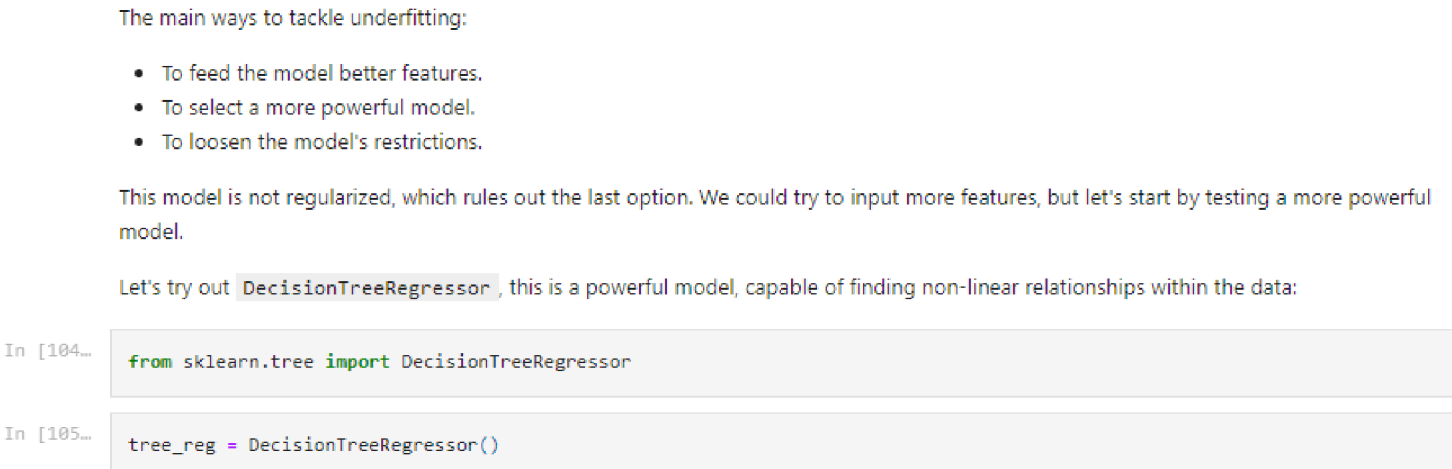 The main ways to tackle underfitting:
• To feed the model better features.
• To select a more powerful model.
• To loosen the model's restrictions.
This model is not regularized, which rules out the last option. We could try to input more features, but let's start by testing a more powerful
model.
Let's try out DecisionTreeRegressor , this is a powerful model, capable of finding non-linear relationships within the data:
In [104…
from sklearn.tree import DecisionTreeRegressor
In [105…
tree_reg = DecisionTreeRegressor()